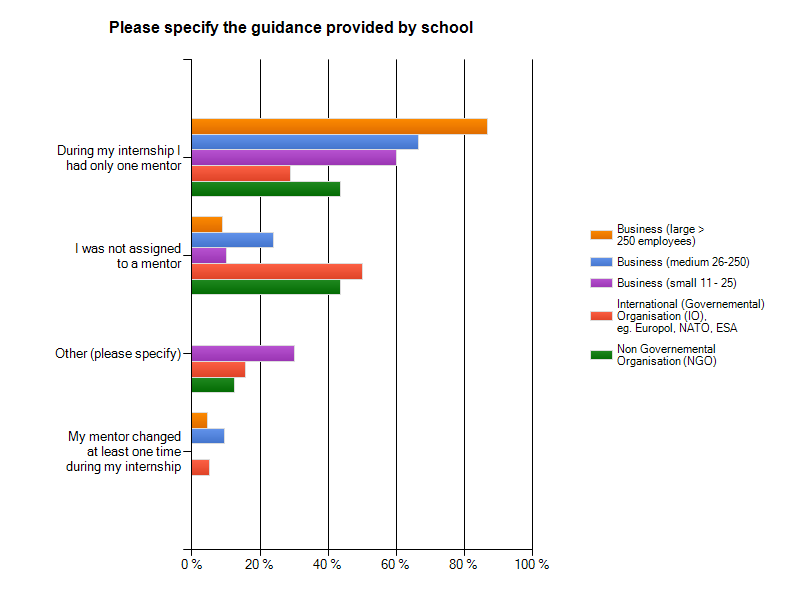 Please specify the guidance provided by school
During my internship I
had only one mentor
I was not assigned
to a mentor
Other (please specify)
My mentor changed
at least one time
during my internship
0 %
20 %
40 %
60 %
80 %
100 %
Business (large >
250 employees)
Business (medium 26-250)
Business (small 11 - 25)
International (Governemental)
Organisation (IO),
eg. Europol, NATO, ESA
Non Governemental
Organisation (NGO)